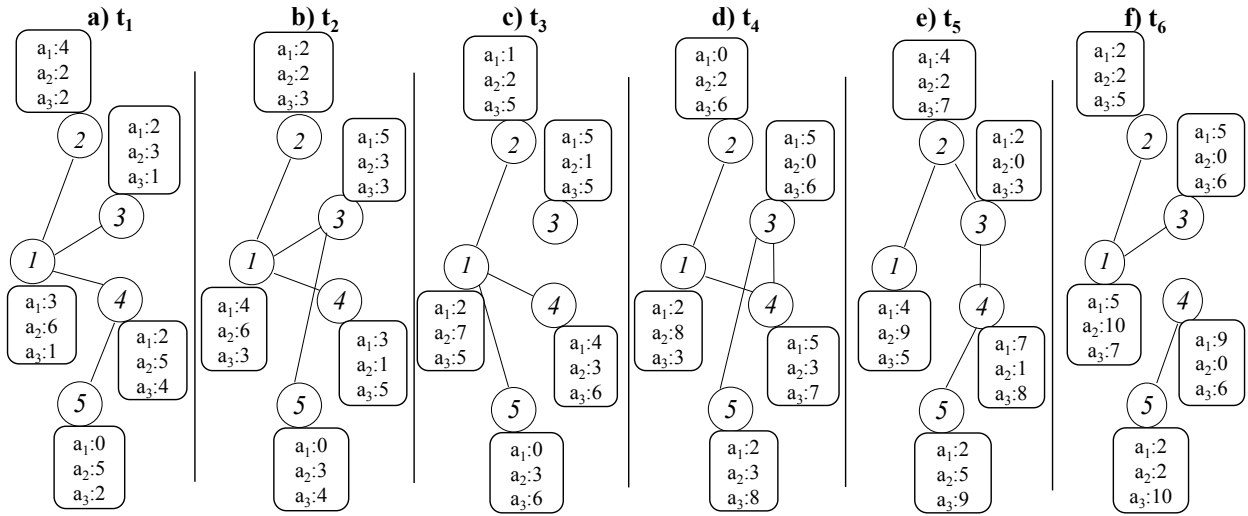 a) t₁
a₁:4
a₂:2
a₃:2
2
a₁:2
a₂:3
a₃:1
3
1
a₁:3
a₂:6
a₃:1
4
a₁:2
a₂:5
a₃:4
5
a₁:0
a₂:5
a₃:2
b) t₂
a₁:2
a₂:2
a₃:3
2
a₁:5
a₂:3
a₃:3
3
1
a₁:4
a₂:6
a₃:3
4
a₁:3
a₂:1
a₃:5
5
a₁:0
a₂:3
a₃:4
c) t₃
a₁:1
a₂:2
a₃:5
2
a₁:5
a₂:1
a₃:5
3
1
a₁:2
a₂:7
a₃:5
4
a₁:4
a₂:3
a₃:6
5
a₁:0
a₂:3
a₃:6
d) t₄
a₁:0
a₂:2
a₃:6
2
a₁:5
a₂:0
a₃:6
3
1
a₁:2
a₂:8
a₃:3
4
a₁:5
a₂:3
a₃:7
5
a₁:2
a₂:3
a₃:8
e) t₅
a₁:4
a₂:2
a₃:7
2
a₁:2
a₂:0
a₃:3
3
1
a₁:4
a₂:9
a₃:5
4
a₁:7
a₂:1
a₃:8
5
a₁:2
a₂:5
a₃:9
f) t₆
a₁:2
a₂:2
a₃:5
2
a₁:5
a₂:0
a₃:6
3
1
a₁:5
a₂:10
a₃:7
4
a₁:9
a₂:0
a₃:6
5
a₁:2
a₂:2
a₃:10